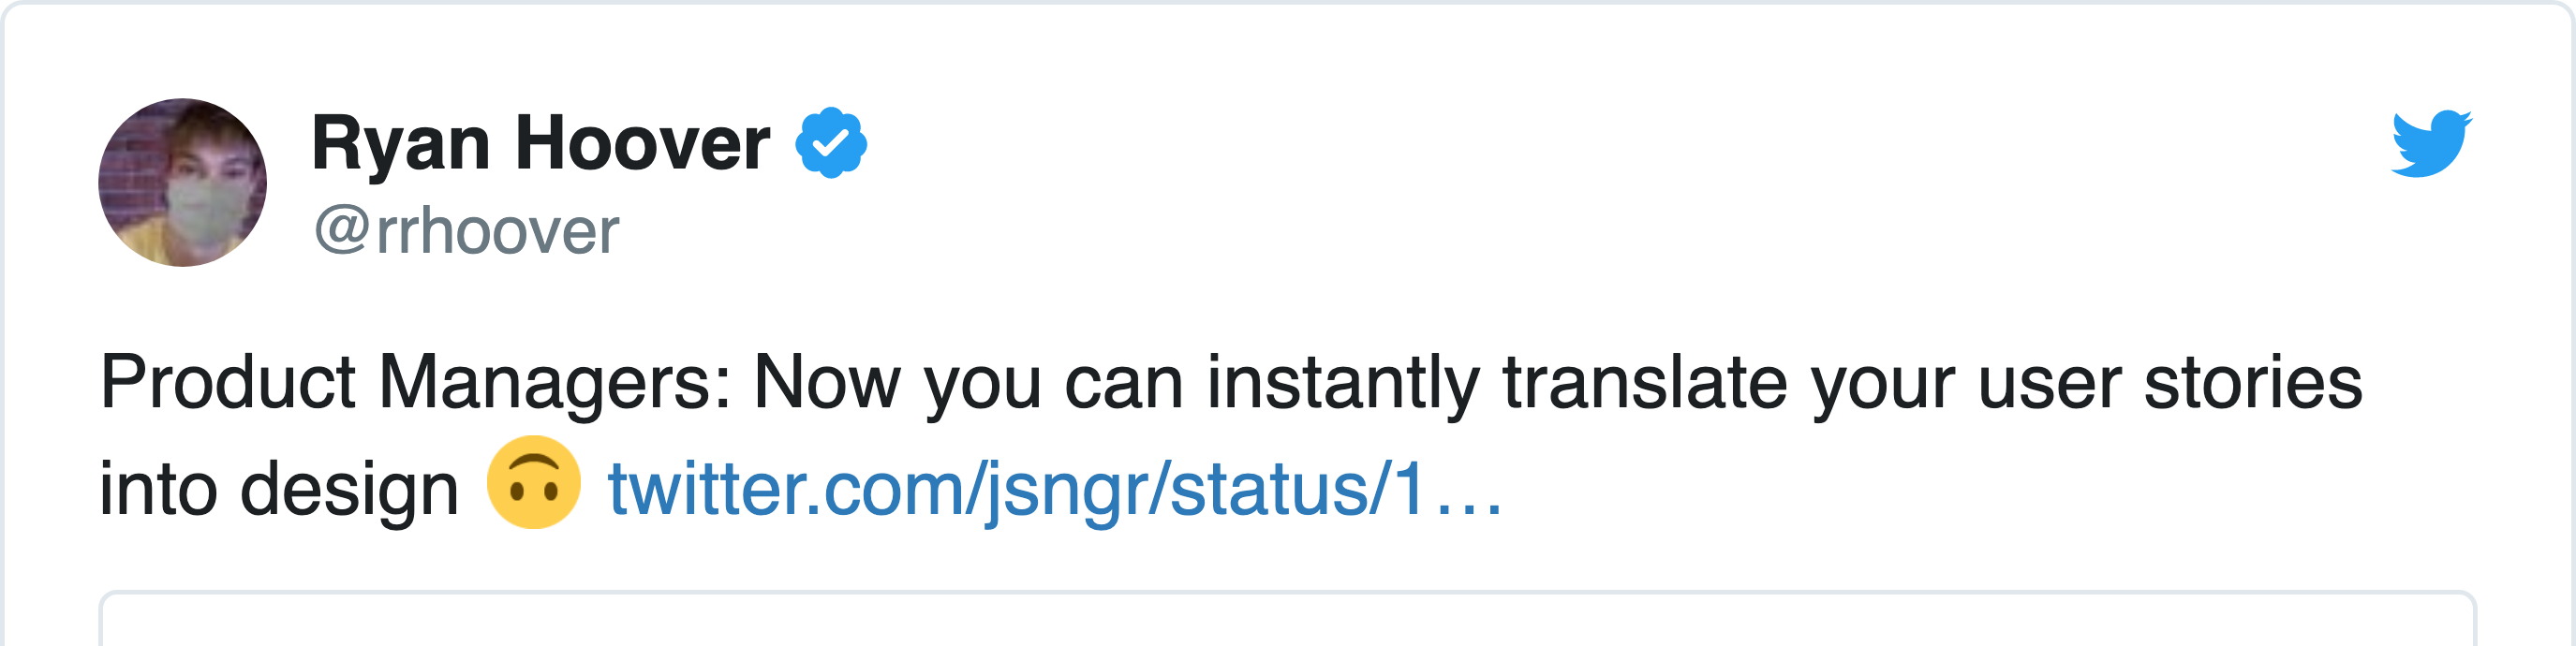 Ryan Hoover
@rrhoover
Product Managers: Now you can instantly translate your user stories
into design 🙃 twitter.com/jsngr/status/1…